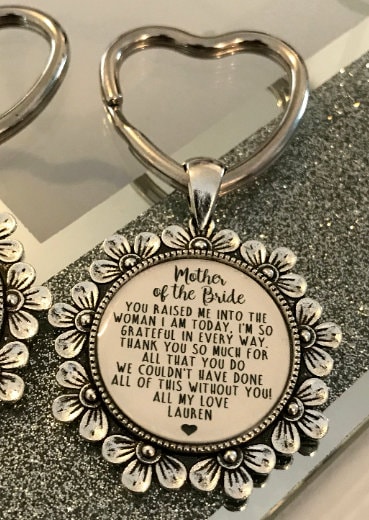 Mother
of the Bride
YOU RAISED ME INTO THE
WOMAN I AM TODAY, I'M SO
GRATEFUL IN EVERY WAY.
THANK YOU SO MUCH FOR
ALL THAT YOU DO
WE COULDN'T HAVE DONE
ALL OF THIS WITHOUT YOU!
ALL MY LOVE
LAUREN